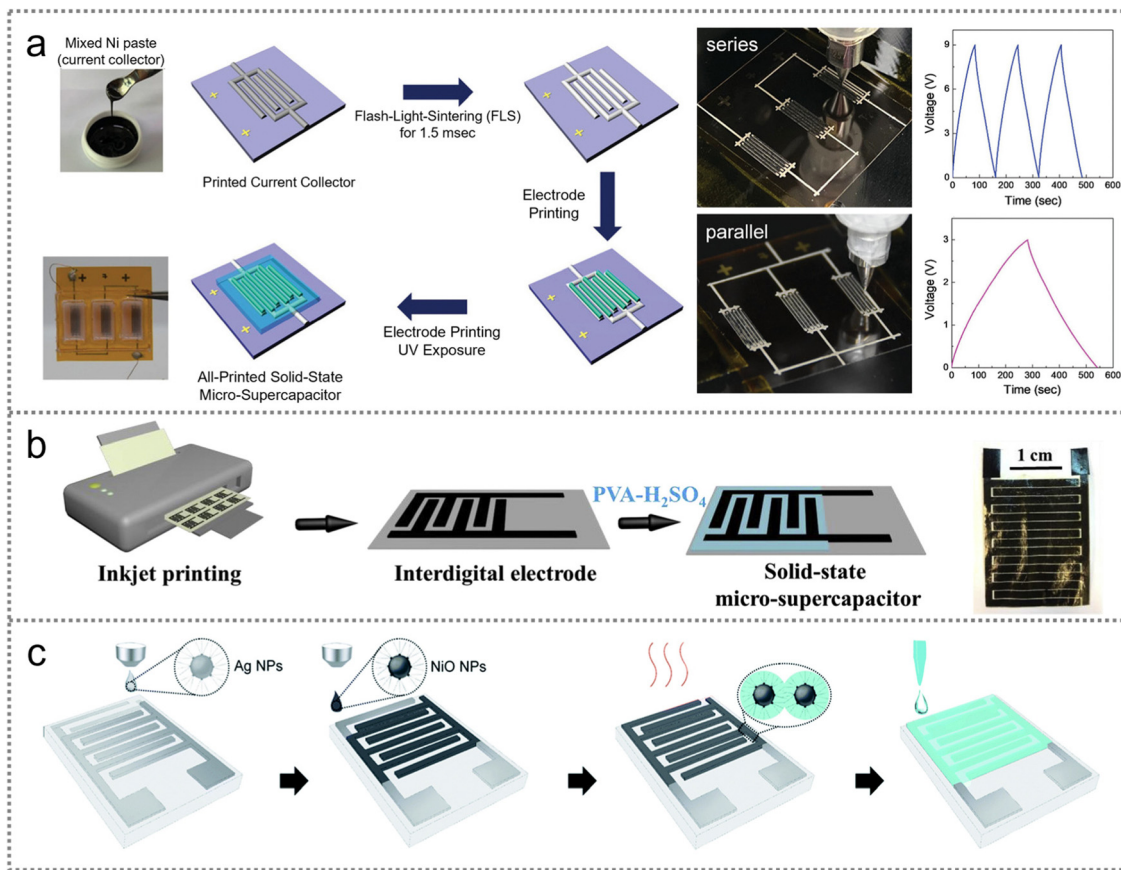 a
Mixed Ni paste
(current collector)
Flash-Light-Sintering (FLS)
for 1.5 msec
Printed Current Collector
Electrode
Printing
Electrode Printing
UV Exposure
All-Printed Solid-State
Micro-Supercapacitor
series
parallel
Voltage (V)
9
6
3
0
0 100 200 300 400 500 600
Time (sec)
Voltage (V)
3
2
1
0
0 100 200 300 400 500 600
Time (sec)
b
Inkjet printing
Interdigital electrode
PVA-H₂SO₄
Solid-state
micro-supercapacitor
1 cm
c
Ag NPs
NiO NPs